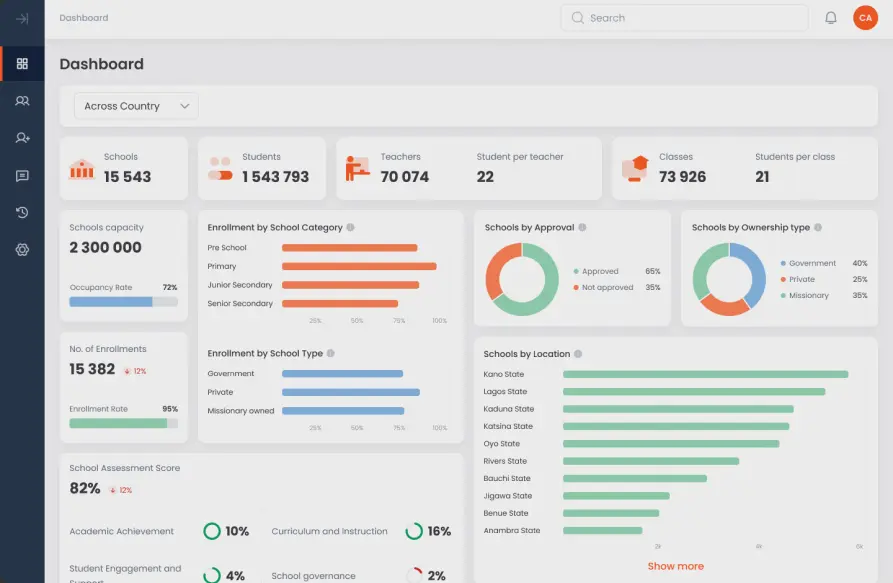 Dashboard
Search
CA
Dashboard
Across Country
Schools
15 543
Students
1 543 793
Teachers
70 074
Student per teacher
22
Classes
73 926
Students per class
21
Schools capacity
2 300 000
Occupancy Rate 72%
No. of Enrollments
15 382 12%
Enrollment Rate 95%
Enrollment by School Category
Pre School
Primary
Junior Secondary
Senior Secondary
25% 50% 75% 100%
Enrollment by School Type
Government
Private
Missionary owned
25% 50% 75% 100%
Schools by Approval
Approved 65%
Not approved 35%
Schools by Ownership type
Government 40%
Private 25%
Missionary 35%
Schools by Location
Kano State
Lagos State
Kaduna State
Katsina State
Oyo State
Rivers State
Bauchi State
Jigawa State
Benue State
Anambra State
2k 4k 6k
Show more
School Assessment Score
82% 12%
Academic Achievement 10%
Curriculum and Instruction 16%
Student Engagement and
Support 4%
School governance 2%